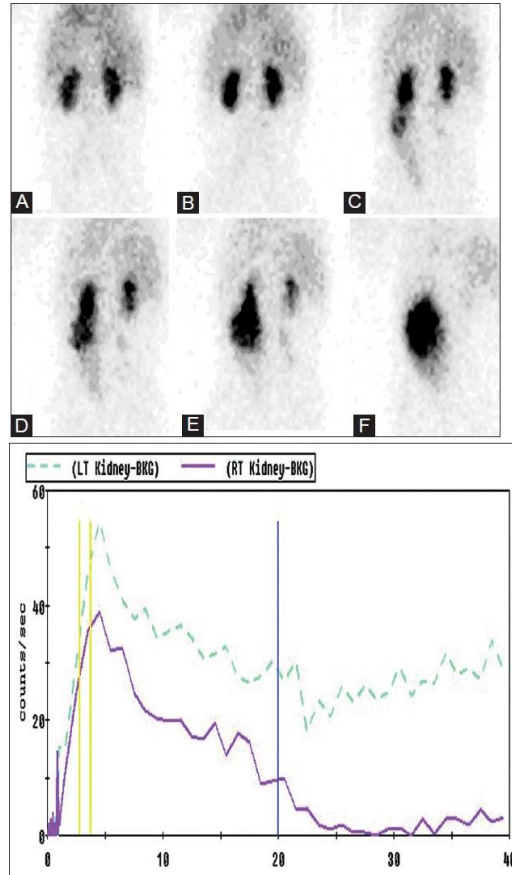 A B C
D E F
(LT Kidney-BKG) (RT Kidney-BKG)
60
40
counts/sec
20
0
0 10 20 30 40